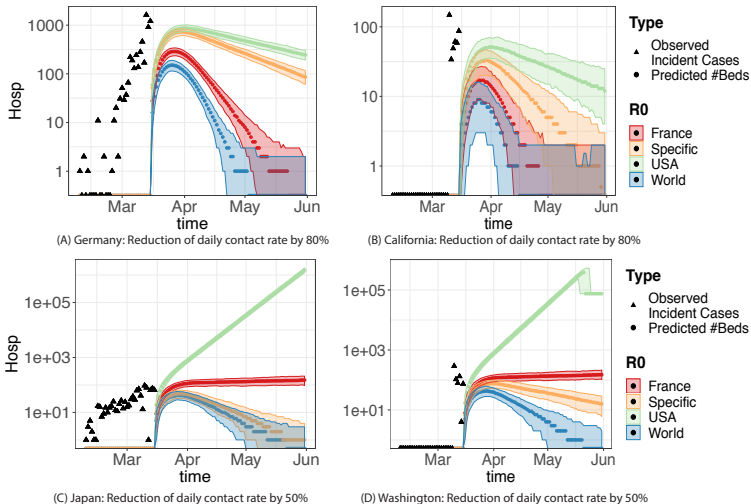 1000
100
10
1
Hosp
Mar
Apr
May
Jun
time
(A) Germany: Reduction of daily contact rate by 80%
100
10
1
Mar
Apr
May
Jun
time
(B) California: Reduction of daily contact rate by 80%
Type
Observed
Incident Cases
Predicted #Beds
R0
France
Specific
USA
World
1e+05
1e+03
1e+01
Hosp
Mar
Apr
May
Jun
time
(C) Japan: Reduction of daily contact rate by 50%
1e+05
1e+03
1e+01
Mar
Apr
May
Jun
time
(D) Washington: Reduction of daily contact rate by 50%
Type
Observed
Incident Cases
Predicted #Beds
R0
France
Specific
USA
World